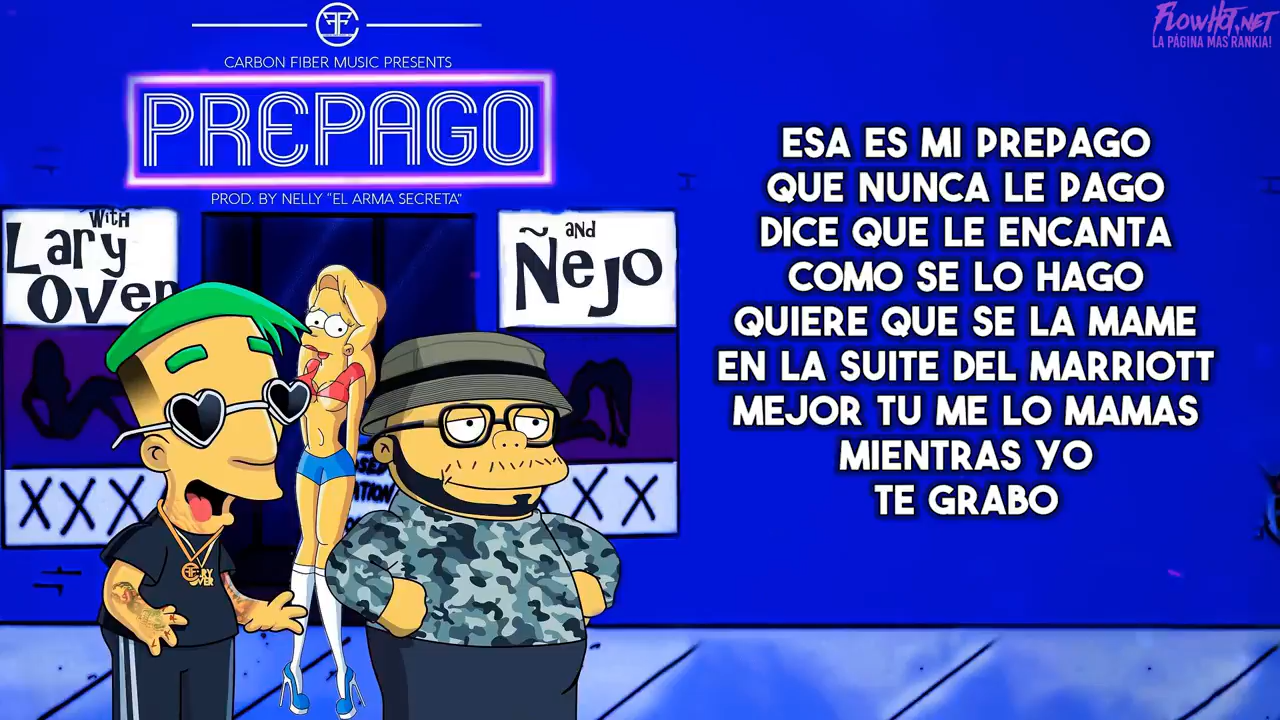 FLOWHOT.NET
LA PÁGINA MAS RANKIA!
CARBON FIBER MUSIC PRESENTS
PREPAGO
PROD. BY NELLY "EL ARMA SECRETA"
WITH
Lary
Over
AND
Ñejo
XXX
XX
LARY
OVER
ESA ES MI PREPAGO
QUE NUNCA LE PAGO
DICE QUE LE ENCANTA
COMO SE LO HAGO
QUIERE QUE SE LA MAME
EN LA SUITE DEL MARRIOTT
MEJOR TU ME LO MAMAS
MIENTRAS YO
TE GRABO